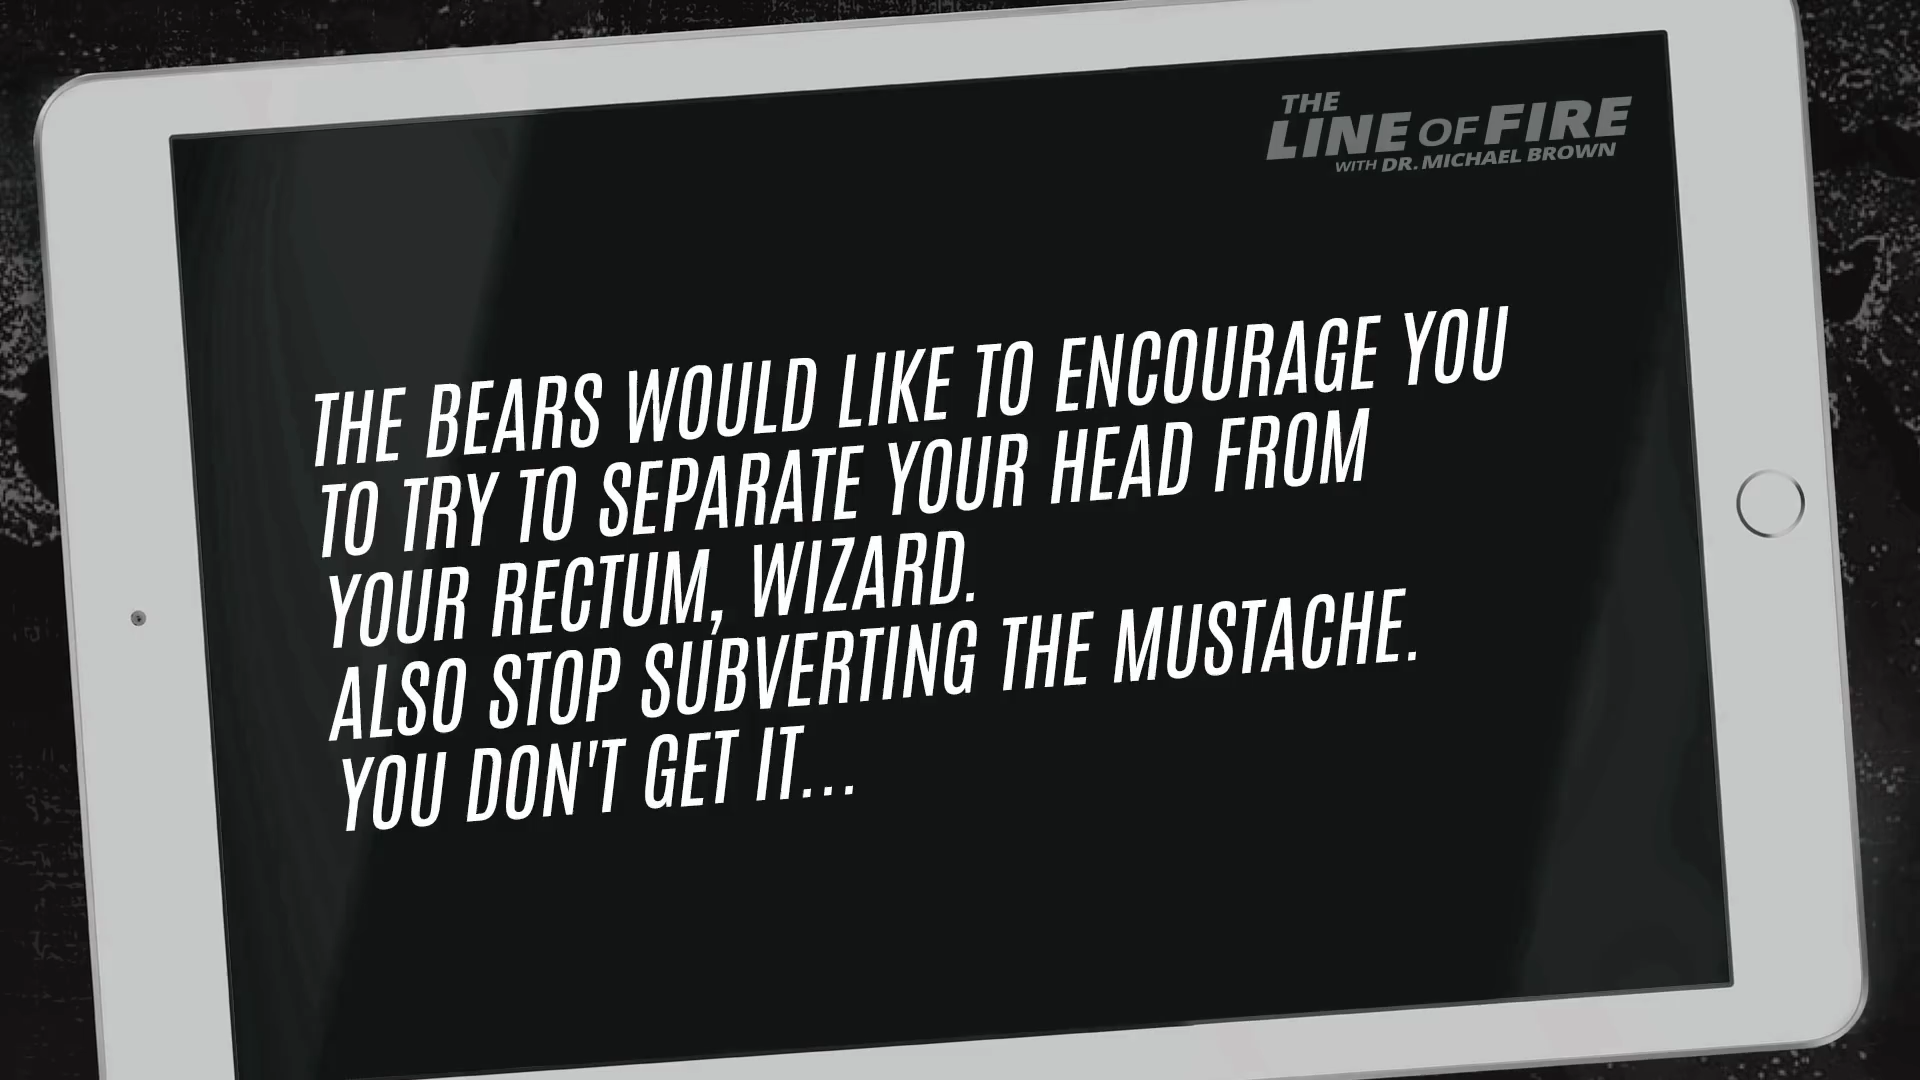 THE
LINE OF FIRE
WITH DR. MICHAEL BROWN
THE BEARS WOULD LIKE TO ENCOURAGE YOU
TO TRY TO SEPARATE YOUR HEAD FROM
YOUR RECTUM, WIZARD.
ALSO STOP SUBVERTING THE MUSTACHE.
YOU DON'T GET IT...